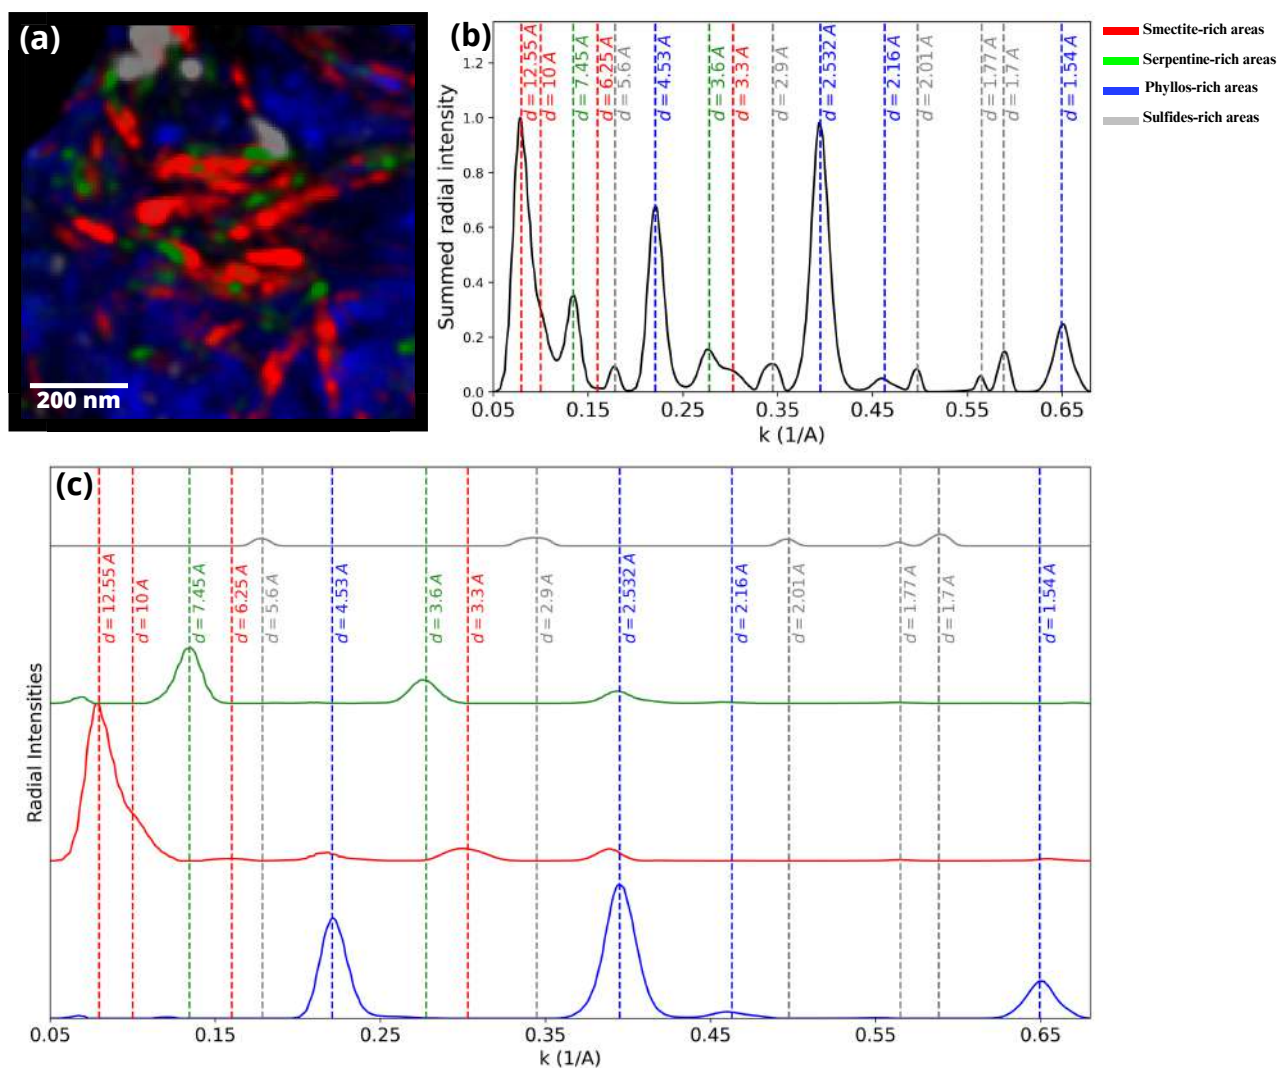 (a)
200 nm
(b)
Summed radial intensity
1.2
1.0
0.8
0.6
0.4
0.2
0.0
d = 12.55 A
d = 10 A
d = 7.45 A
d = 6.25 A
d = 5.6 A
d = 4.53 A
d = 3.6 A
d = 3.3 A
d = 2.9 A
d = 2.532 A
d = 2.16 A
d = 2.01 A
d = 1.77 A
d = 1.7 A
d = 1.54 A
0.05 0.15 0.25 0.35 0.45 0.55 0.65
k (1/A)
Smectite-rich areas
Serpentine-rich areas
Phyllos-rich areas
Sulfides-rich areas
(c)
Radial Intensities
d = 12.55 A
d = 10 A
d = 7.45 A
d = 6.25 A
d = 5.6 A
d = 4.53 A
d = 3.6 A
d = 3.3 A
d = 2.9 A
d = 2.532 A
d = 2.16 A
d = 2.01 A
d = 1.77 A
d = 1.7 A
d = 1.54 A
0.05 0.15 0.25 0.35 0.45 0.55 0.65
k (1/A)